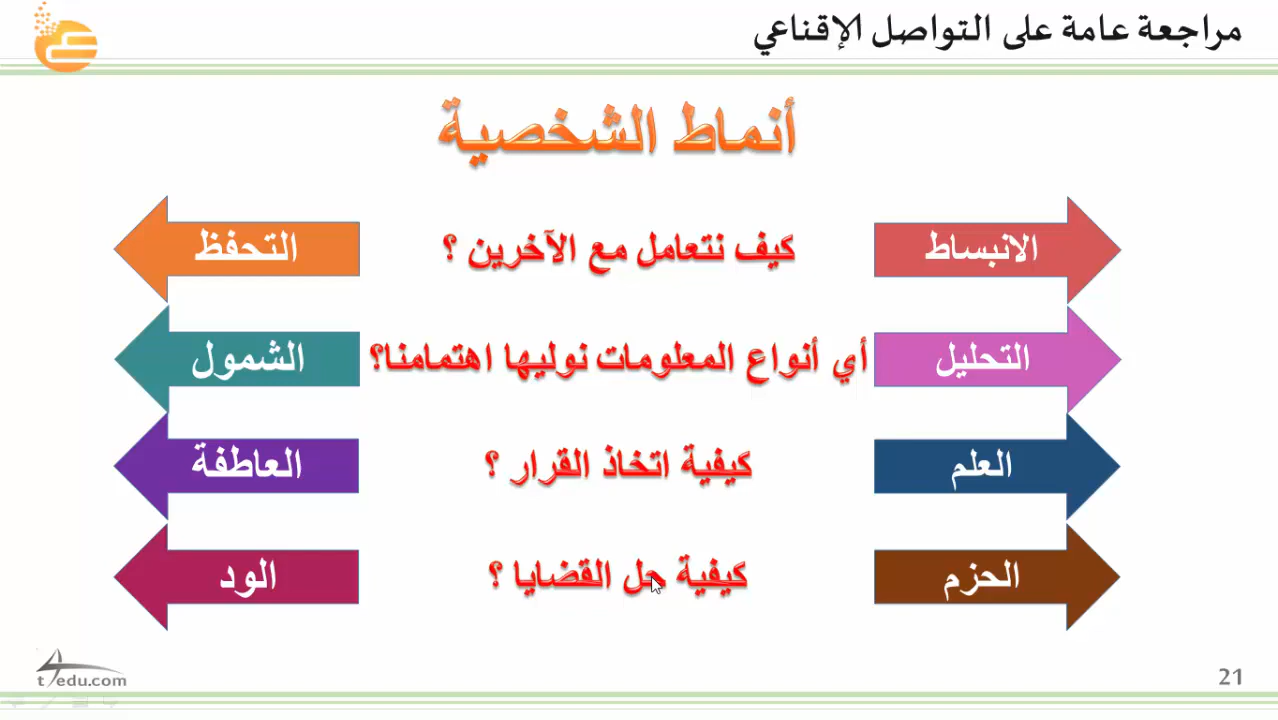 مراجعة عامة على التواصل الإقناعي
أنماط الشخصية
الانبساط
كيف نتعامل مع الآخرين ؟
التحفظ
التحليل
أي أنواع المعلومات نوليها اهتمامنا؟
الشمول
العلم
كيفية اتخاذ القرار ؟
العاطفة
الحزم
كيفية حل القضايا ؟
الود
21
t7edu.com